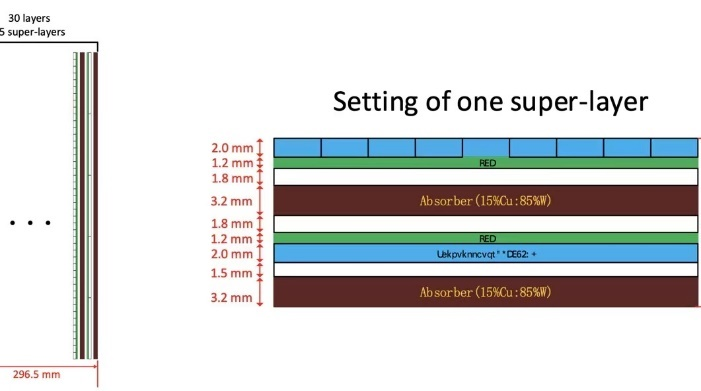 30 layers
5 super-layers
296.5 mm
Setting of one super-layer
2.0 mm
1.2 mm
RED
1.8 mm
3.2 mm
Absorber (15%Cu:85%W)
1.8 mm
1.2 mm
RED
2.0 mm
Uekpvknncvqt" "DE62: +
1.5 mm
3.2 mm
Absorber (15%Cu:85%W)